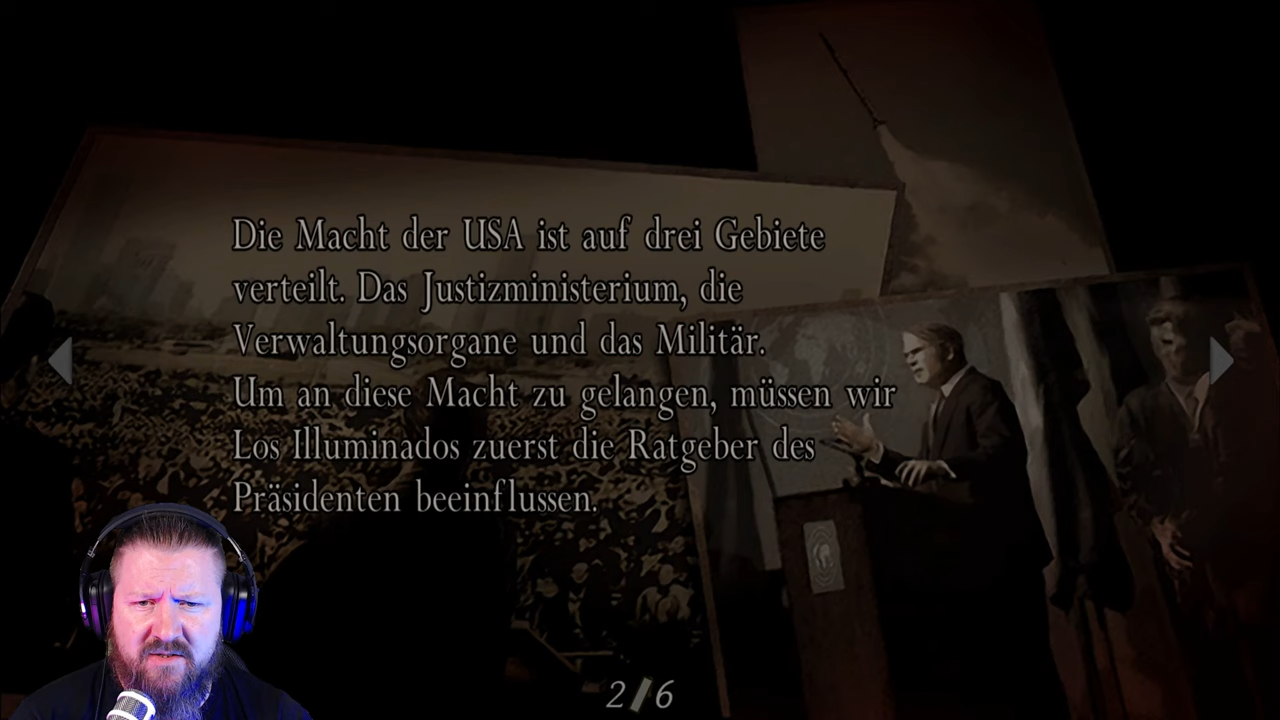 Die Macht der USA ist auf drei Gebiete
verteilt. Das Justizministerium, die
Verwaltungsorgane und das Militär.
Um an diese Macht zu gelangen, müssen wir
Los Illuminados zuerst die Ratgeber des
Präsidenten beeinflussen.
2/6